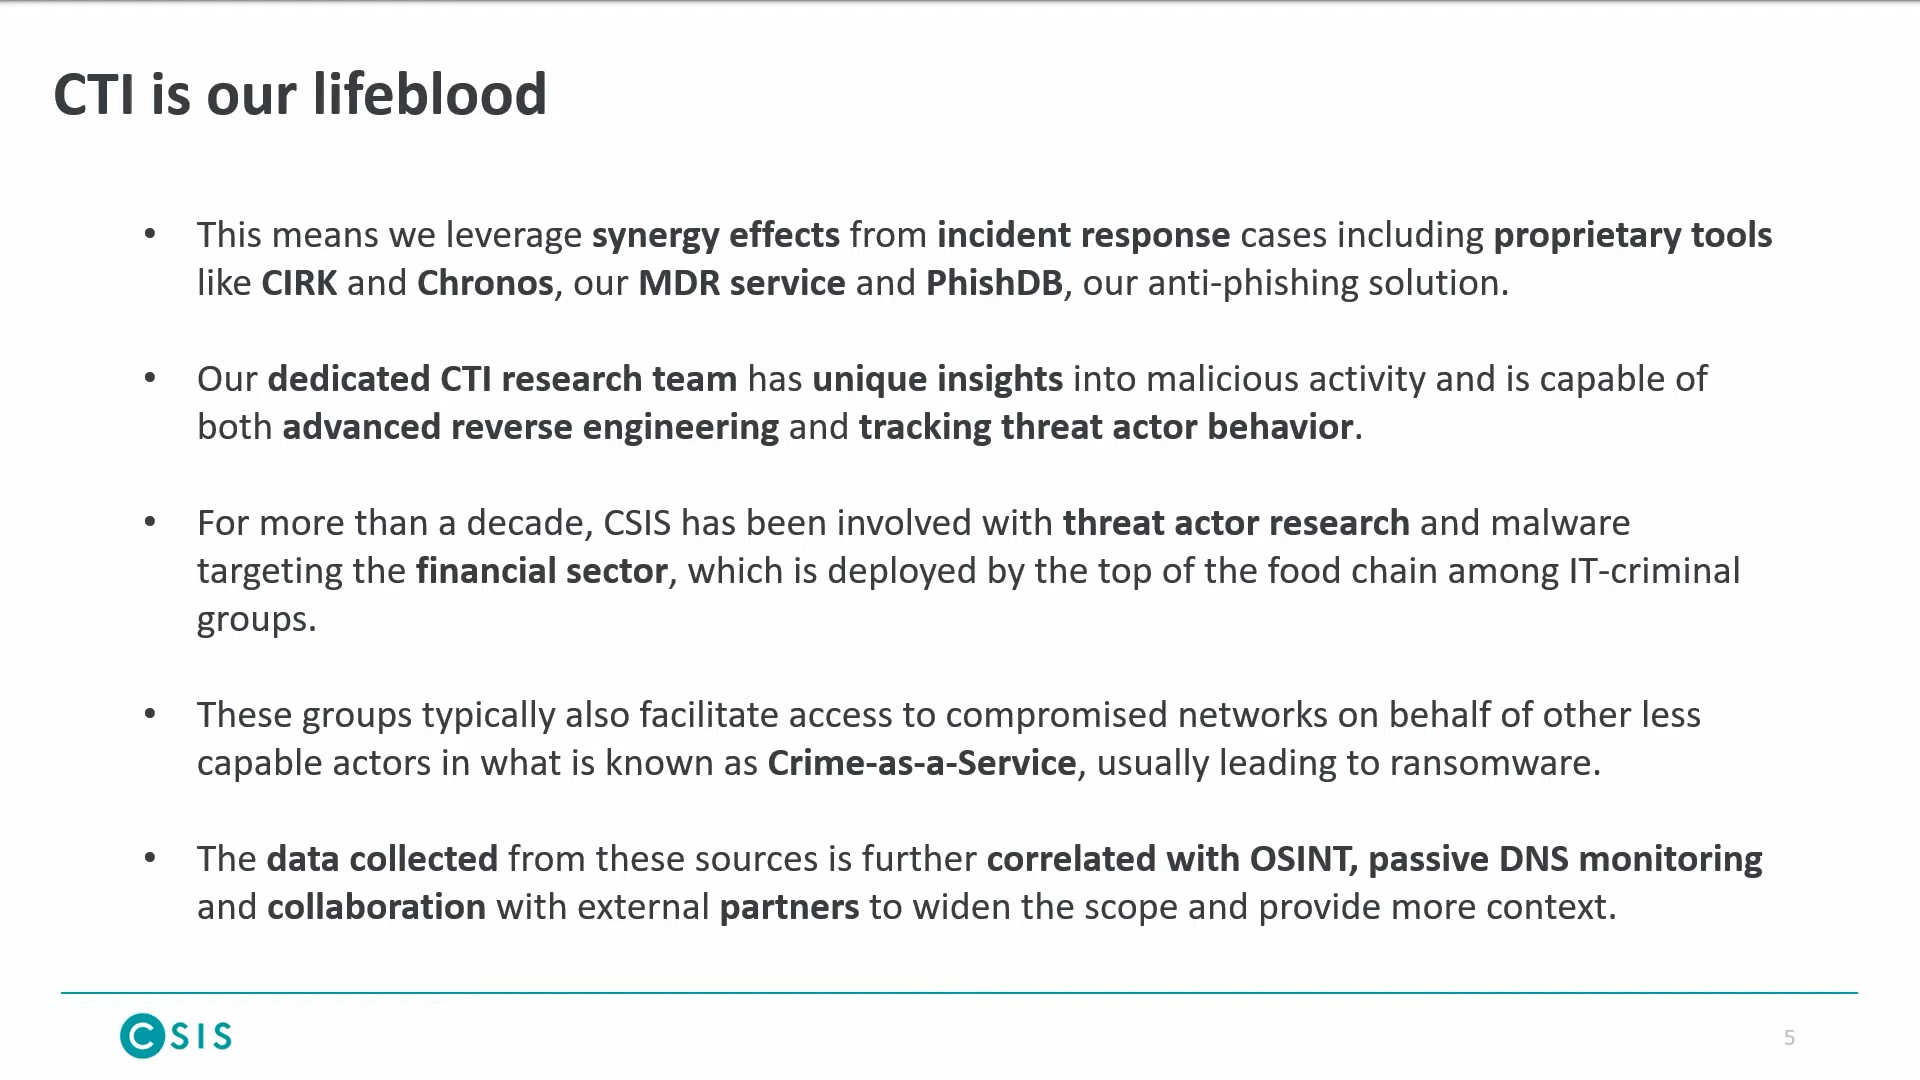 CTI is our lifeblood
• This means we leverage synergy effects from incident response cases including proprietary tools
like CIRK and Chronos, our MDR service and PhishDB, our anti-phishing solution.
• Our dedicated CTI research team has unique insights into malicious activity and is capable of
both advanced reverse engineering and tracking threat actor behavior.
• For more than a decade, CSIS has been involved with threat actor research and malware
targeting the financial sector, which is deployed by the top of the food chain among IT-criminal
groups.
• These groups typically also facilitate access to compromised networks on behalf of other less
capable actors in what is known as Crime-as-a-Service, usually leading to ransomware.
• The data collected from these sources is further correlated with OSINT, passive DNS monitoring
and collaboration with external partners to widen the scope and provide more context.
CSIS
5